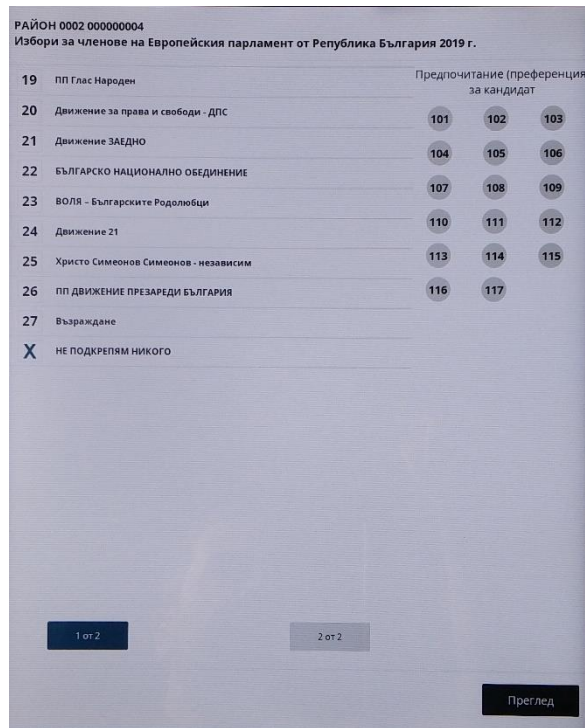 РАЙОН 0002 000000004
Избори за членове на Европейския парламент от Република България 2019 г.
19 ПП Глас Народен
20 Движение за права и свободи - ДПС
21 Движение ЗАЕДНО
22 БЪЛГАРСКО НАЦИОНАЛНО ОБЕДИНЕНИЕ
23 ВОЛЯ – Българските Родолюбци
24 Движение 21
25 Христо Симеонов Симеонов - независим
26 ПП ДВИЖЕНИЕ ПРЕЗАРЕДИ БЪЛГАРИЯ
27 Възраждане
X НЕ ПОДКРЕПЯМ НИКОГО
Предпочитание (преференция
за кандидат
101 102 103
104 105 106
107 108 109
110 111 112
113 114 115
116 117
1 от 2
2 от 2
Преглед